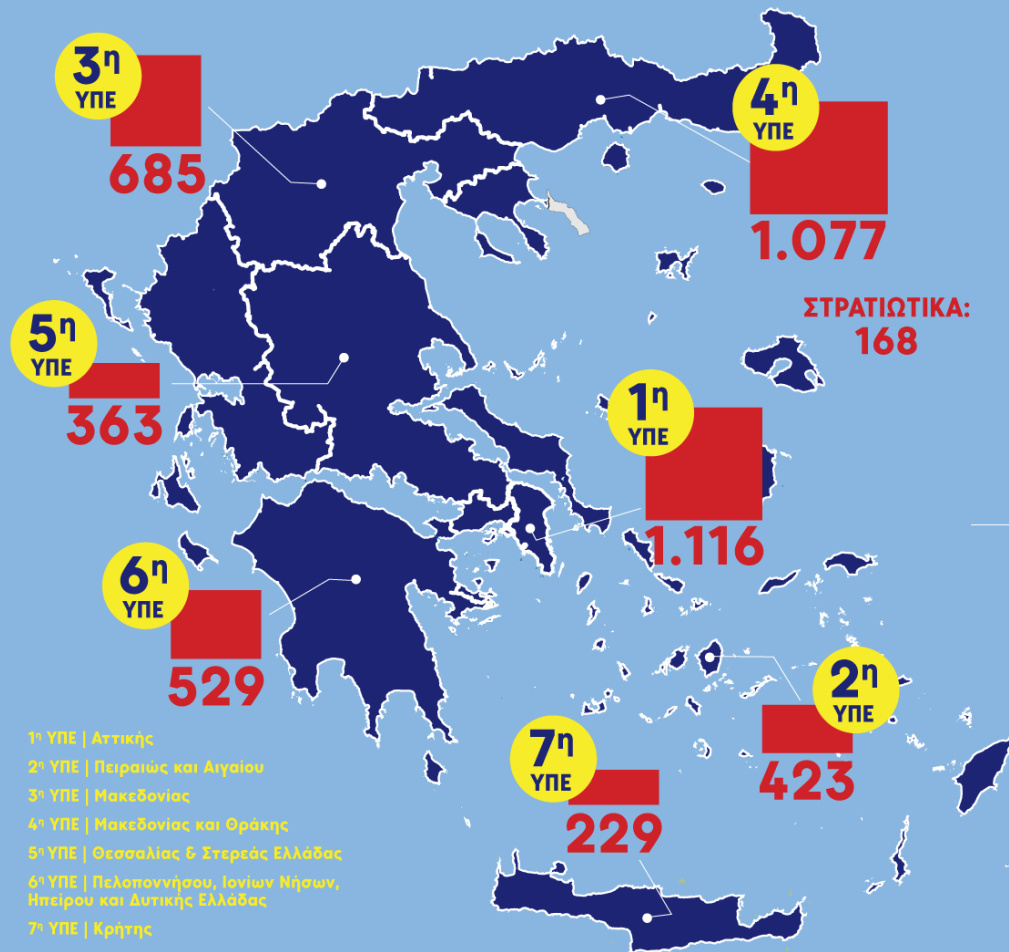 3η
ΥΠΕ
685
4η
ΥΠΕ
1.077
ΣΤΡΑΤΙΩΤΙΚΑ:
168
5η
ΥΠΕ
363
1η
ΥΠΕ
1.116
6η
ΥΠΕ
529
2η
ΥΠΕ
423
7η
ΥΠΕ
229
1η ΥΠΕ | Αττικής
2η ΥΠΕ | Πειραιώς και Αιγαίου
3η ΥΠΕ | Μακεδονίας
4η ΥΠΕ | Μακεδονίας και Θράκης
5η ΥΠΕ | Θεσσαλίας & Στερεάς Ελλάδας
6η ΥΠΕ | Πελοποννήσου, Ιονίων Νήσων,
Ηπείρου και Δυτικής Ελλάδας
7η ΥΠΕ | Κρήτης